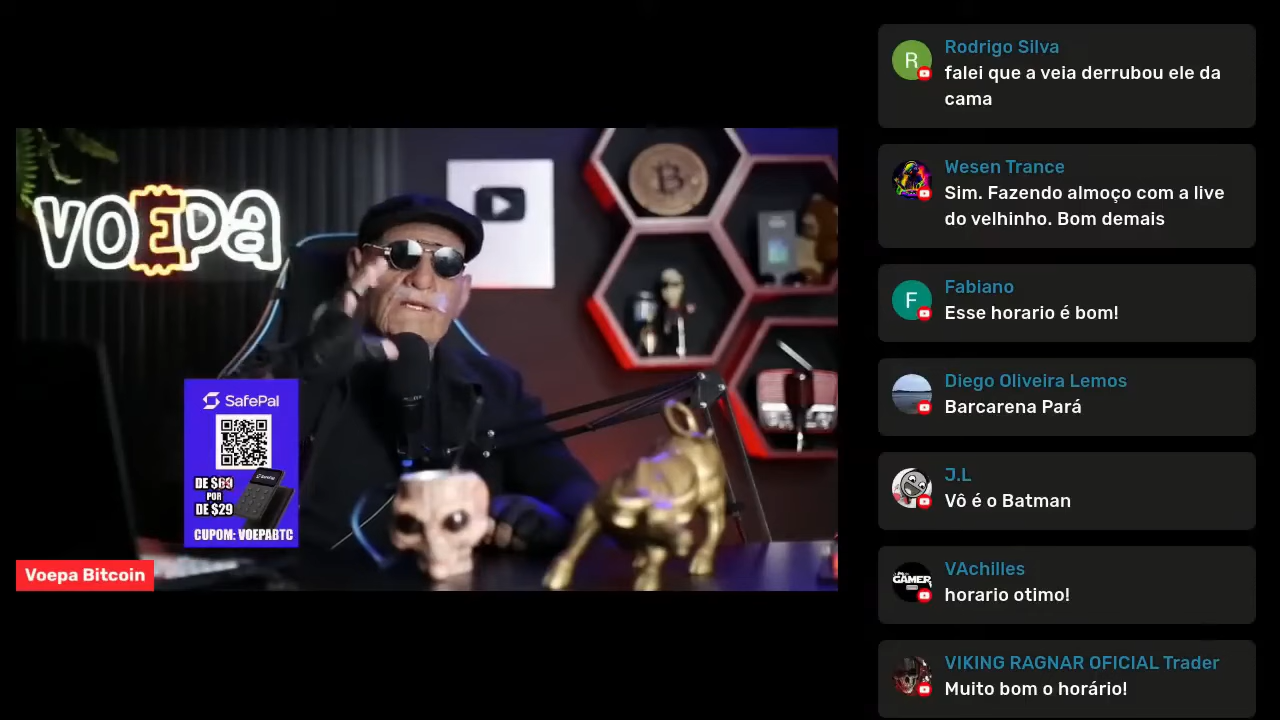 VOEPA
SafePal
DE $69
POR
DE $29
CUPOM: VOEPABTC
Voepa Bitcoin
Rodrigo Silva
falei que a veia derrubou ele da
cama
Wesen Trance
Sim. Fazendo almoço com a live
do velhinho. Bom demais
Fabiano
Esse horario é bom!
Diego Oliveira Lemos
Barcarena Pará
J.L
Vô é o Batman
VAchilles
horario otimo!
VIKING RAGNAR OFICIAL Trader
Muito bom o horário!